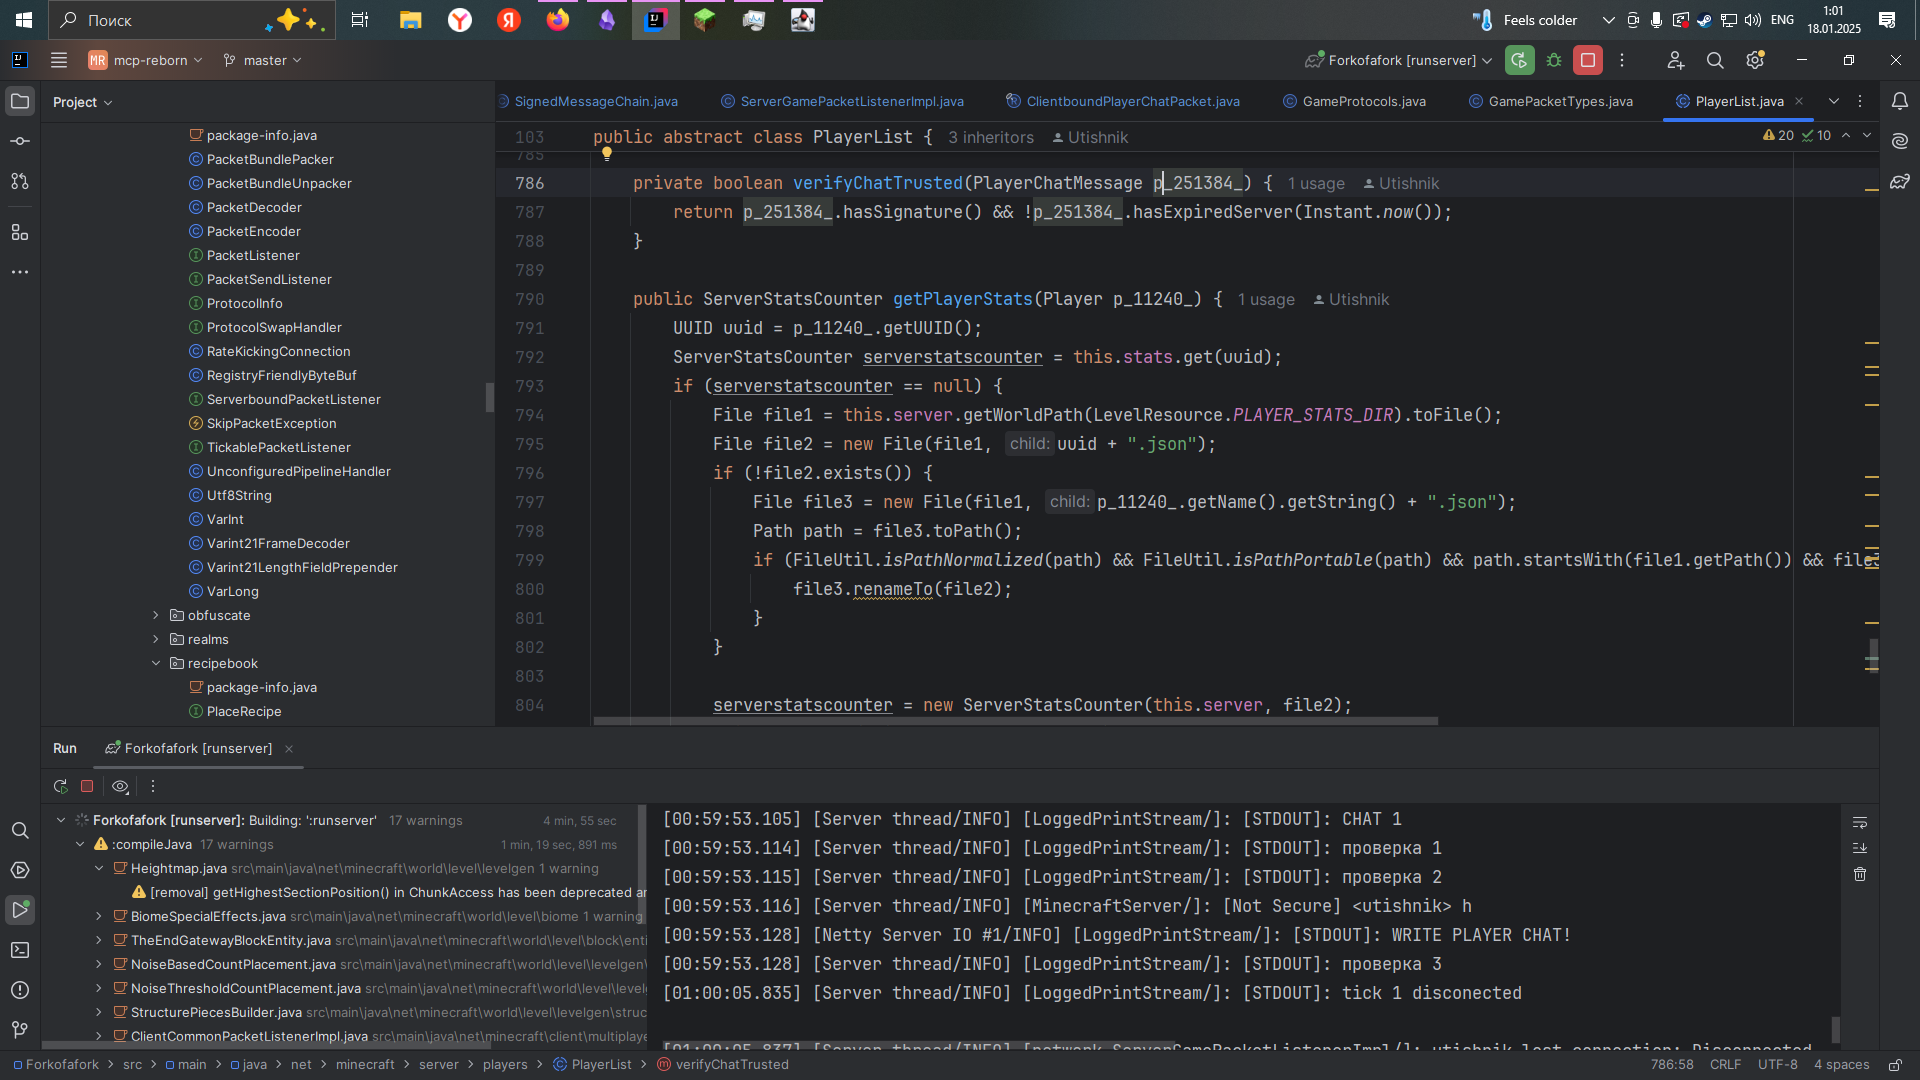 Поиск
Feels colder
ENG
1:01
18.01.2025
MR mcp-reborn
master
Forkofafork [runserver]
Project
SignedMessageChain.java
ServerGamePacketListenerImpl.java
ClientboundPlayerChatPacket.java
GameProtocols.java
GamePacketTypes.java
PlayerList.java
package-info.java
PacketBundlePacker
PacketBundleUnpacker
PacketDecoder
PacketEncoder
PacketListener
PacketSendListener
ProtocolInfo
ProtocolSwapHandler
RateKickingConnection
RegistryFriendlyByteBuf
ServerboundPacketListener
SkipPacketException
TickablePacketListener
UnconfiguredPipelineHandler
Utf8String
VarInt
Varint21FrameDecoder
Varint21LengthFieldPrepender
VarLong
obfuscate
realms
recipebook
package-info.java
PlaceRecipe
103 public abstract class PlayerList { 3 inheritors Utishnik
20 10
785
786 private boolean verifyChatTrusted(PlayerChatMessage p_251384_) { 1 usage Utishnik
787 return p_251384_.hasSignature() && !p_251384_.hasExpiredServer(Instant.now());
788 }
789
790 public ServerStatsCounter getPlayerStats(Player p_11240_) { 1 usage Utishnik
791 UUID uuid = p_11240_.getUUID();
792 ServerStatsCounter serverstatscounter = this.stats.get(uuid);
793 if (serverstatscounter == null) {
794 File file1 = this.server.getWorldPath(LevelResource.PLAYER_STATS_DIR).toFile();
795 File file2 = new File(file1, child: uuid + ".json");
796 if (!file2.exists()) {
797 File file3 = new File(file1, child: p_11240_.getName().getString() + ".json");
798 Path path = file3.toPath();
799 if (FileUtil.isPathNormalized(path) && FileUtil.isPathPortable(path) && path.startsWith(file1.getPath()) && file3
800 file3.renameTo(file2);
801 }
802 }
803
804 serverstatscounter = new ServerStatsCounter(this.server, file2);
Run
Forkofafork [runserver]
Forkofafork [runserver]: Building: ':runserver' 17 warnings 4 min, 55 sec
:compileJava 17 warnings 1 min, 19 sec, 891 ms
Heightmap.java src\main\java\net\minecraft\world\level\levelgen 1 warning
[removal] getHighestSectionPosition() in ChunkAccess has been deprecated an
BiomeSpecialEffects.java src\main\java\net\minecraft\world\level\biome 1 warning
TheEndGatewayBlockEntity.java src\main\java\net\minecraft\world\level\block\enti
NoiseBasedCountPlacement.java src\main\java\net\minecraft\world\level\levelgen\
NoiseThresholdCountPlacement.java src\main\java\net\minecraft\world\level\level
StructurePiecesBuilder.java src\main\java\net\minecraft\world\level\levelgen\struc
ClientCommonPacketListenerImpl.java src\main\java\net\minecraft\client\multiplaye
[00:59:53.105] [Server thread/INFO] [LoggedPrintStream/]: [STDOUT]: CHAT 1
[00:59:53.114] [Server thread/INFO] [LoggedPrintStream/]: [STDOUT]: проверка 1
[00:59:53.115] [Server thread/INFO] [LoggedPrintStream/]: [STDOUT]: проверка 2
[00:59:53.116] [Server thread/INFO] [MinecraftServer/]: [Not Secure] <utishnik> h
[00:59:53.128] [Netty Server IO #1/INFO] [LoggedPrintStream/]: [STDOUT]: WRITE PLAYER CHAT!
[00:59:53.128] [Server thread/INFO] [LoggedPrintStream/]: [STDOUT]: проверка 3
[01:00:05.835] [Server thread/INFO] [LoggedPrintStream/]: [STDOUT]: tick 1 disconected
[01:00:05.837] [Server thread/INFO] [network.ServerGamePacketListenerImpl/]: utishnik lost connection: Disconnected
Forkofafork > src > main > java > net > minecraft > server > players > PlayerList > verifyChatTrusted
786:58 CRLF UTF-8 4 spaces